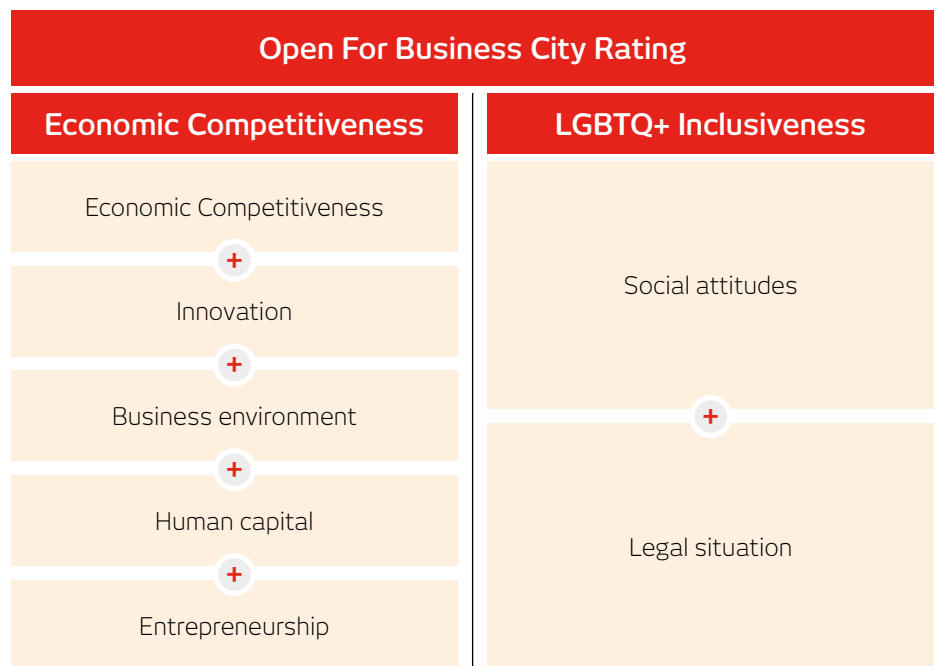 Open For Business City Rating
Economic Competitiveness
Economic Competitiveness
+
Innovation
+
Business environment
+
Human capital
+
Entrepreneurship
LGBTQ+ Inclusiveness
Social attitudes
+
Legal situation